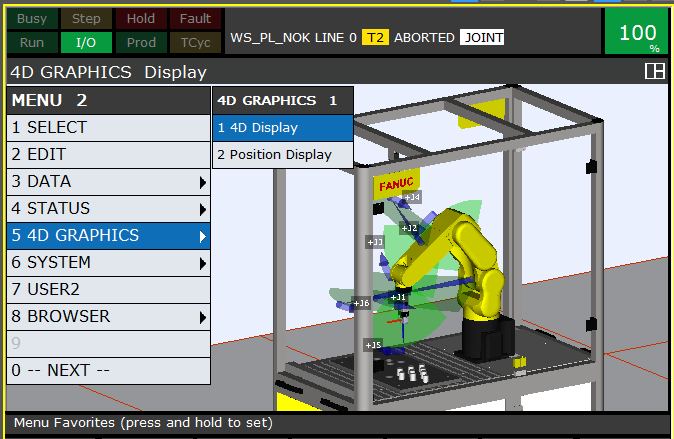 Busy Step Hold Fault
Run I/O Prod TCyc
WS_PL_NOK LINE 0 T2 ABORTED JOINT
100
%
4D GRAPHICS Display
MENU 2
1 SELECT
2 EDIT
3 DATA
4 STATUS
5 4D GRAPHICS
6 SYSTEM
7 USER2
8 BROWSER
9
0 -- NEXT --
4D GRAPHICS 1
1 4D Display
2 Position Display
FANUC
+J4
+J2
+J3
+J1
+J6
+J5
Menu Favorites (press and hold to set)